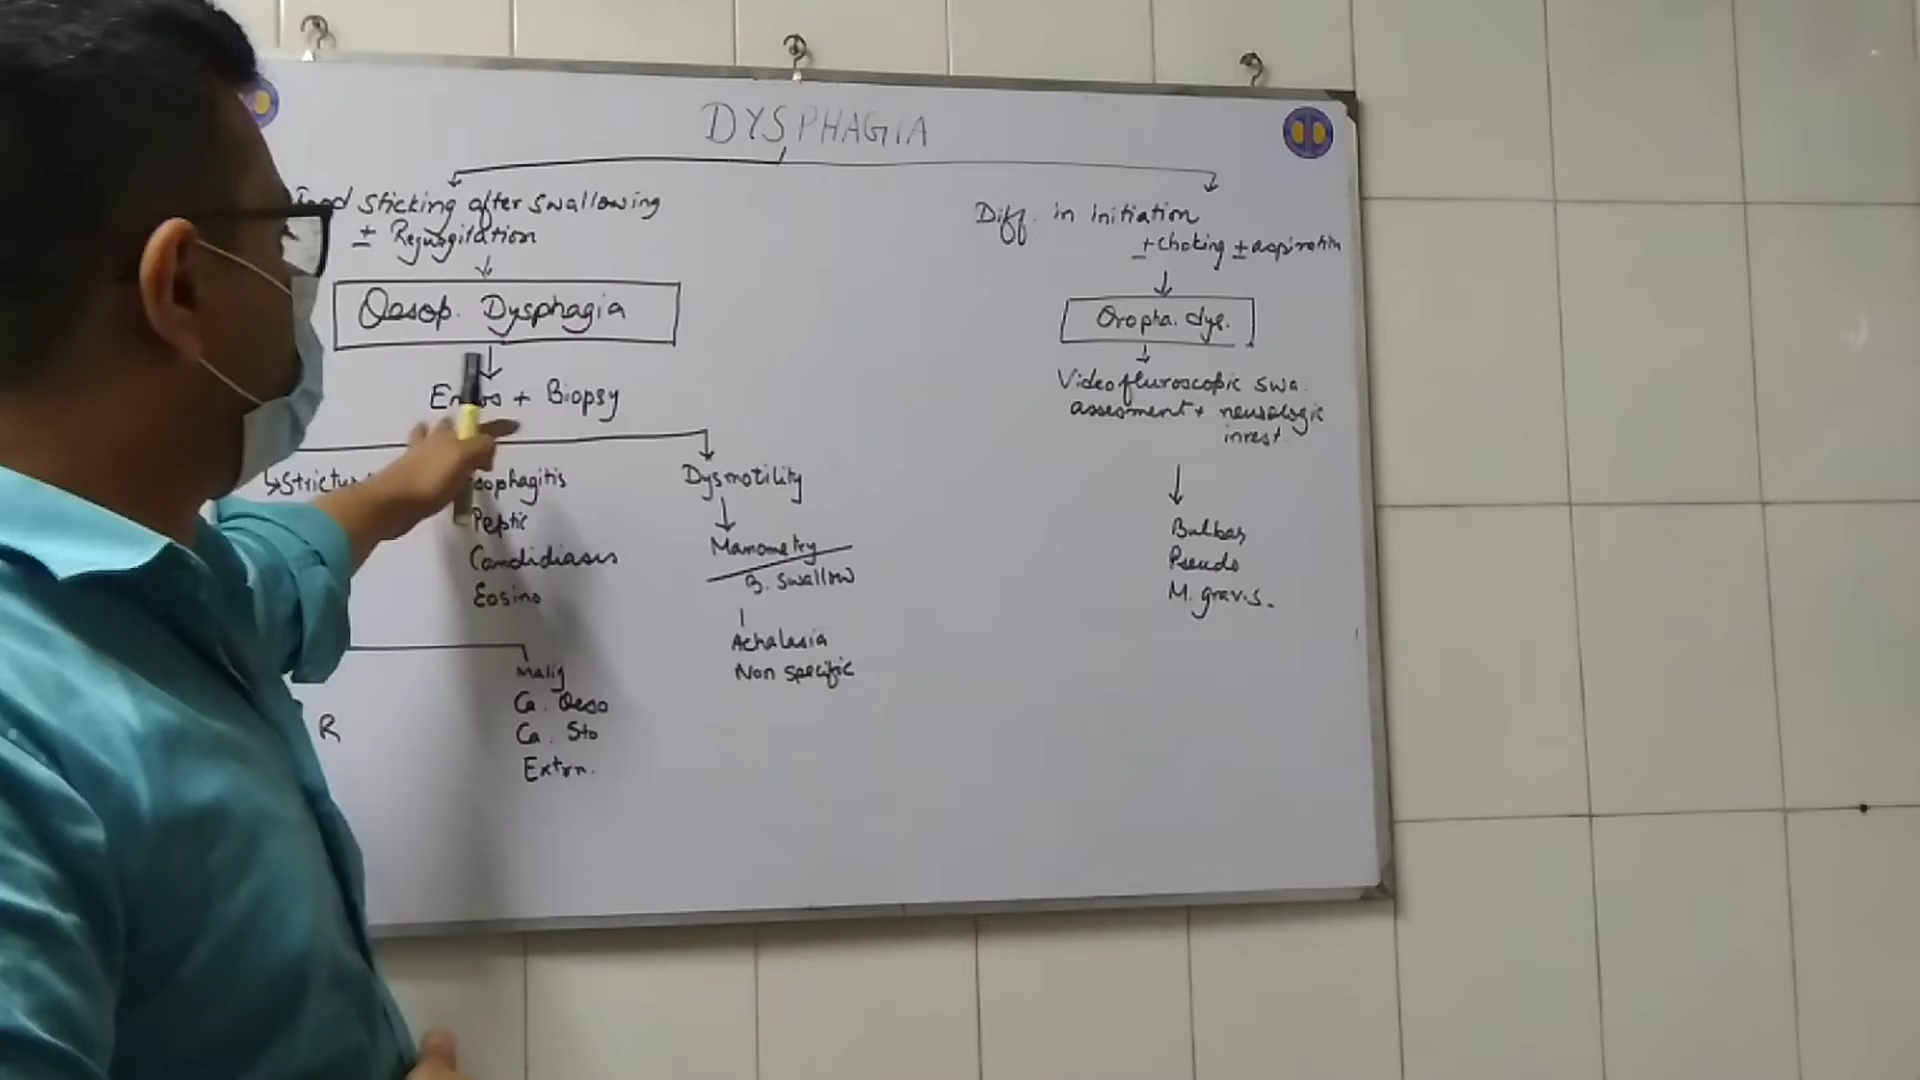 DYSPHAGIA
Food sticking after swallowing
± Regurgitation
Oesop. Dysphagia
+ Biopsy
Peptic
Candidiasis
Eosino
Dysmotility
Manometry
B. Swallow
Achalasia
Non specific
R
Malig
Ca. Oeso
Ca. Sto
Extrn.
Diff. in initiation
± choking ± aspiration
Oropha. dys.
Videofluroscopic swa.
assesment + neurologic
invest
Bulbar
Pseudo
M. gravis.